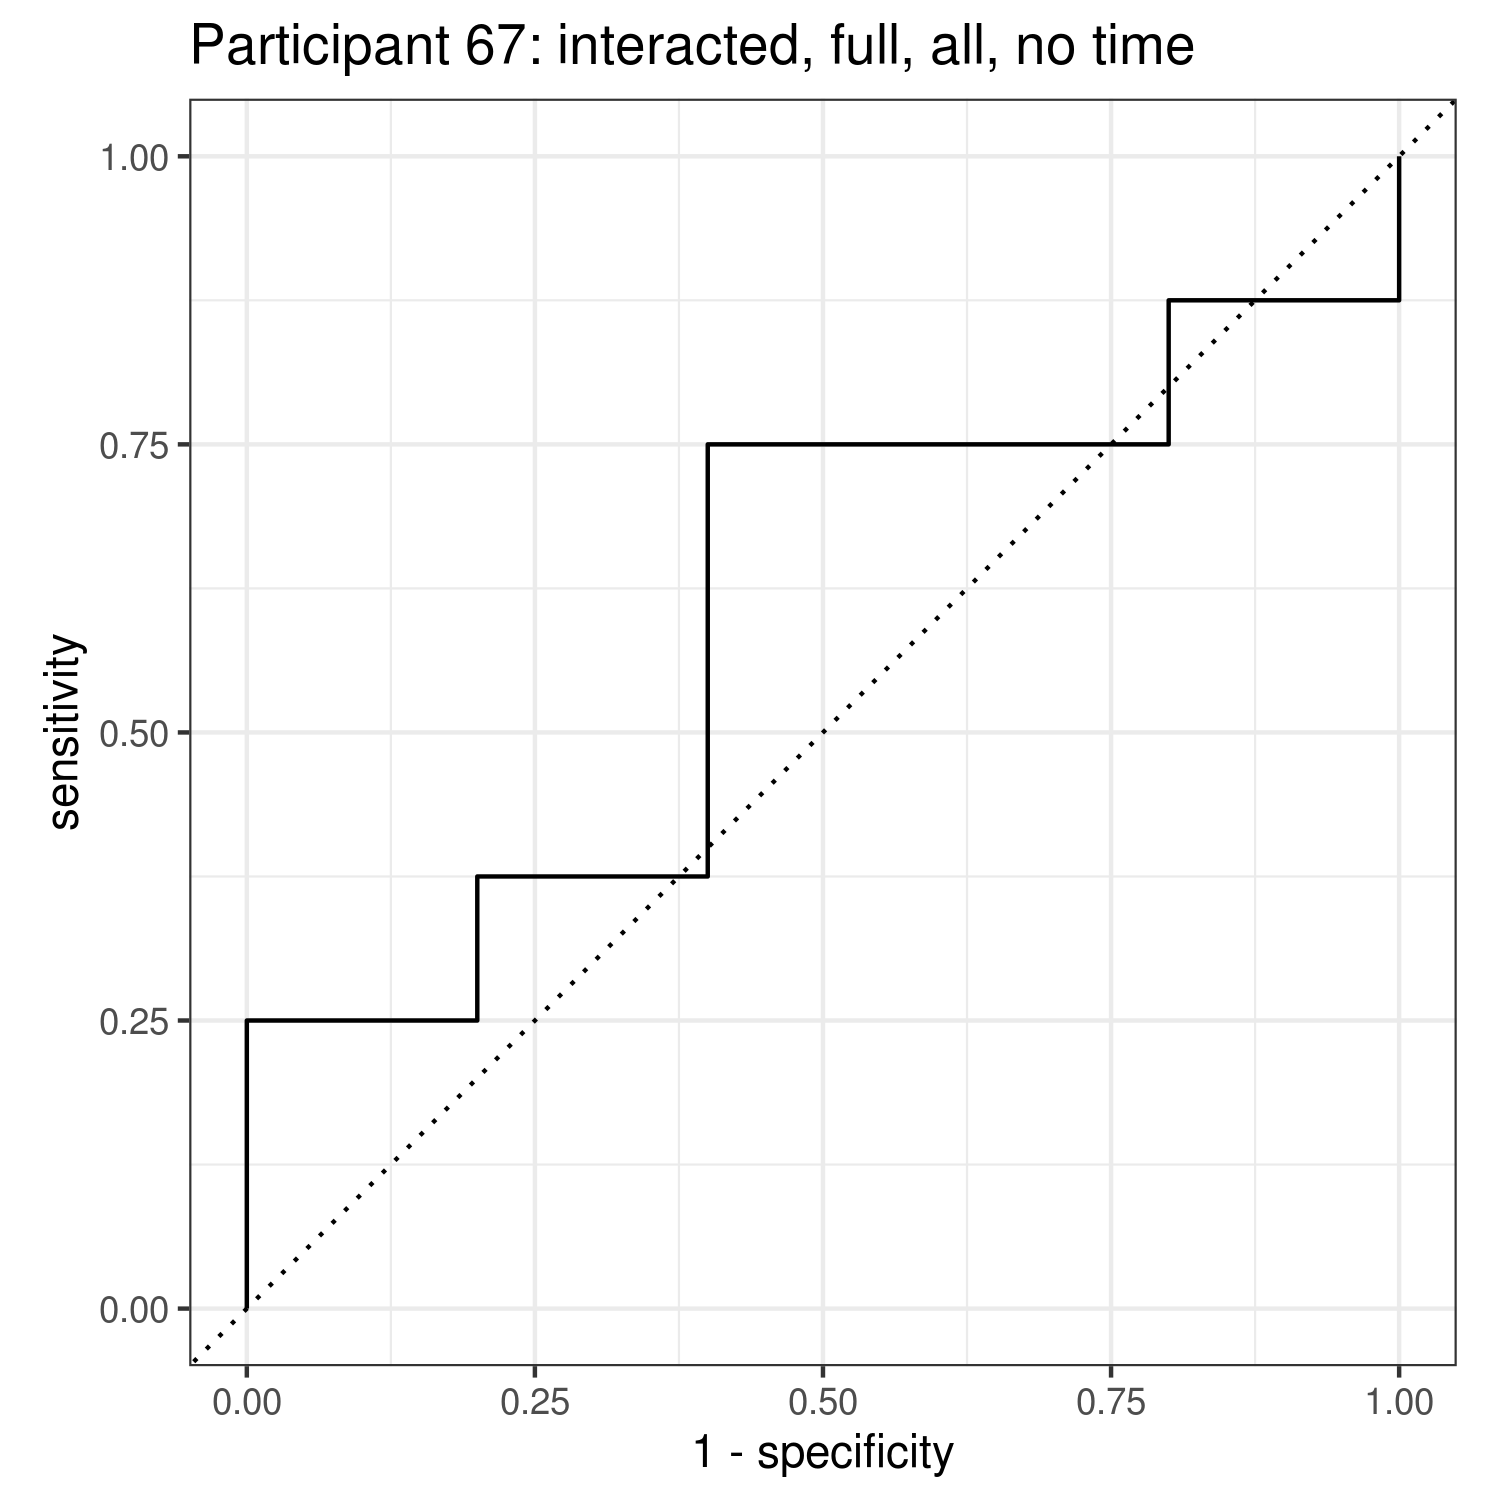 Participant 67: interacted, full, all, no time
1.00
0.75
0.50
0.25
0.00
sensitivity
0.00 0.25 0.50 0.75 1.00
1 - specificity